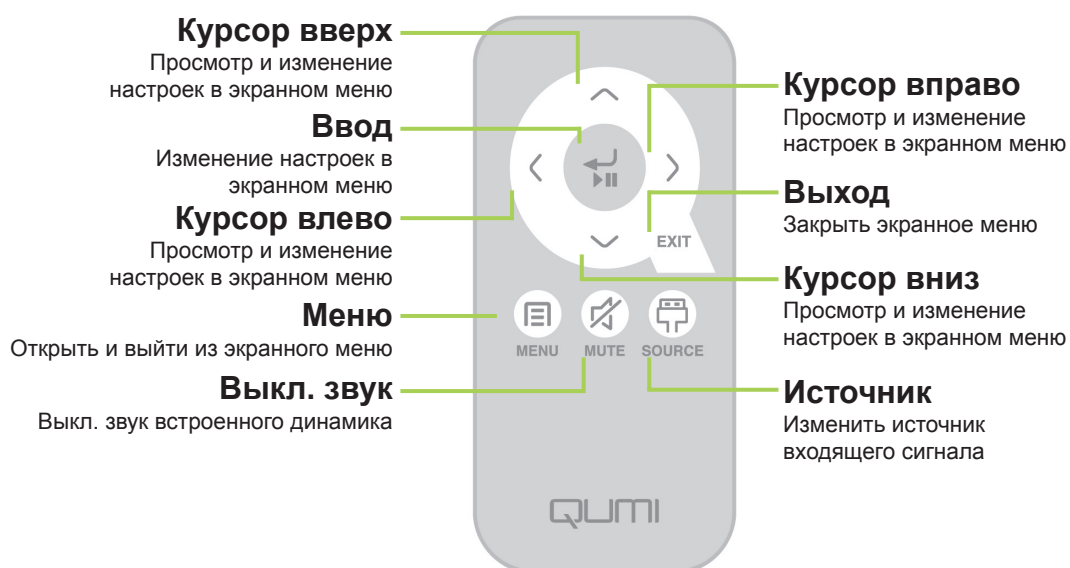 Курсор вверх
Просмотр и изменение
настроек в экранном меню
Ввод
Изменение настроек в
экранном меню
Курсор влево
Просмотр и изменение
настроек в экранном меню
Меню
Открыть и выйти из экранного меню
Выкл. звук
Выкл. звук встроенного динамика
EXIT
MENU MUTE SOURCE
QUMI
Курсор вправо
Просмотр и изменение
настроек в экранном меню
Выход
Закрыть экранное меню
Курсор вниз
Просмотр и изменение
настроек в экранном меню
Источник
Изменить источник
входящего сигнала